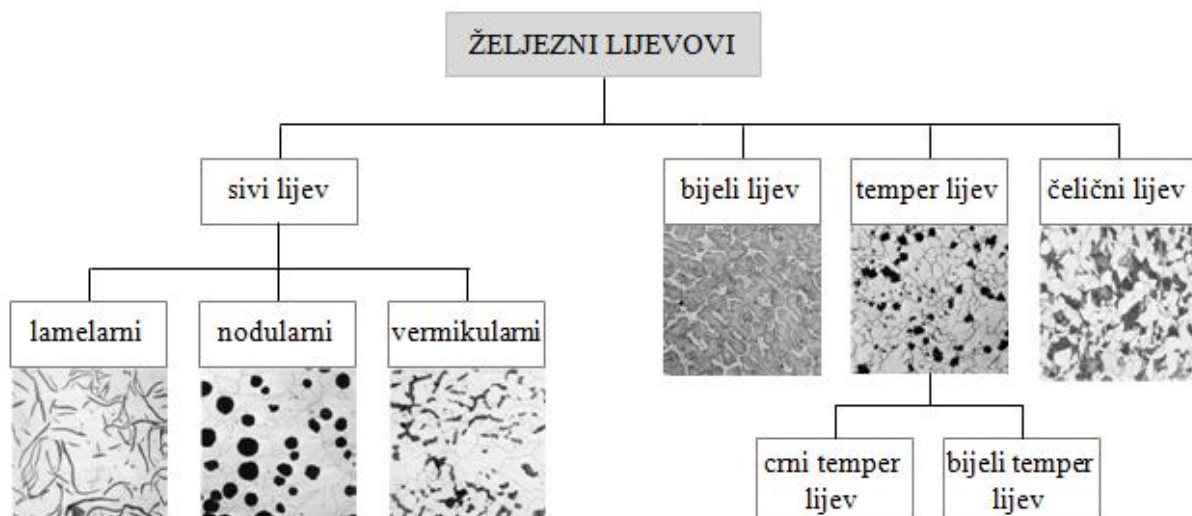 ŽELJEZNI LIJEVOVI
sivi lijev
bijeli lijev
temper lijev
čelični lijev
lamelarni
nodularni
vermikularni
crni temper
lijev
bijeli temper
lijev